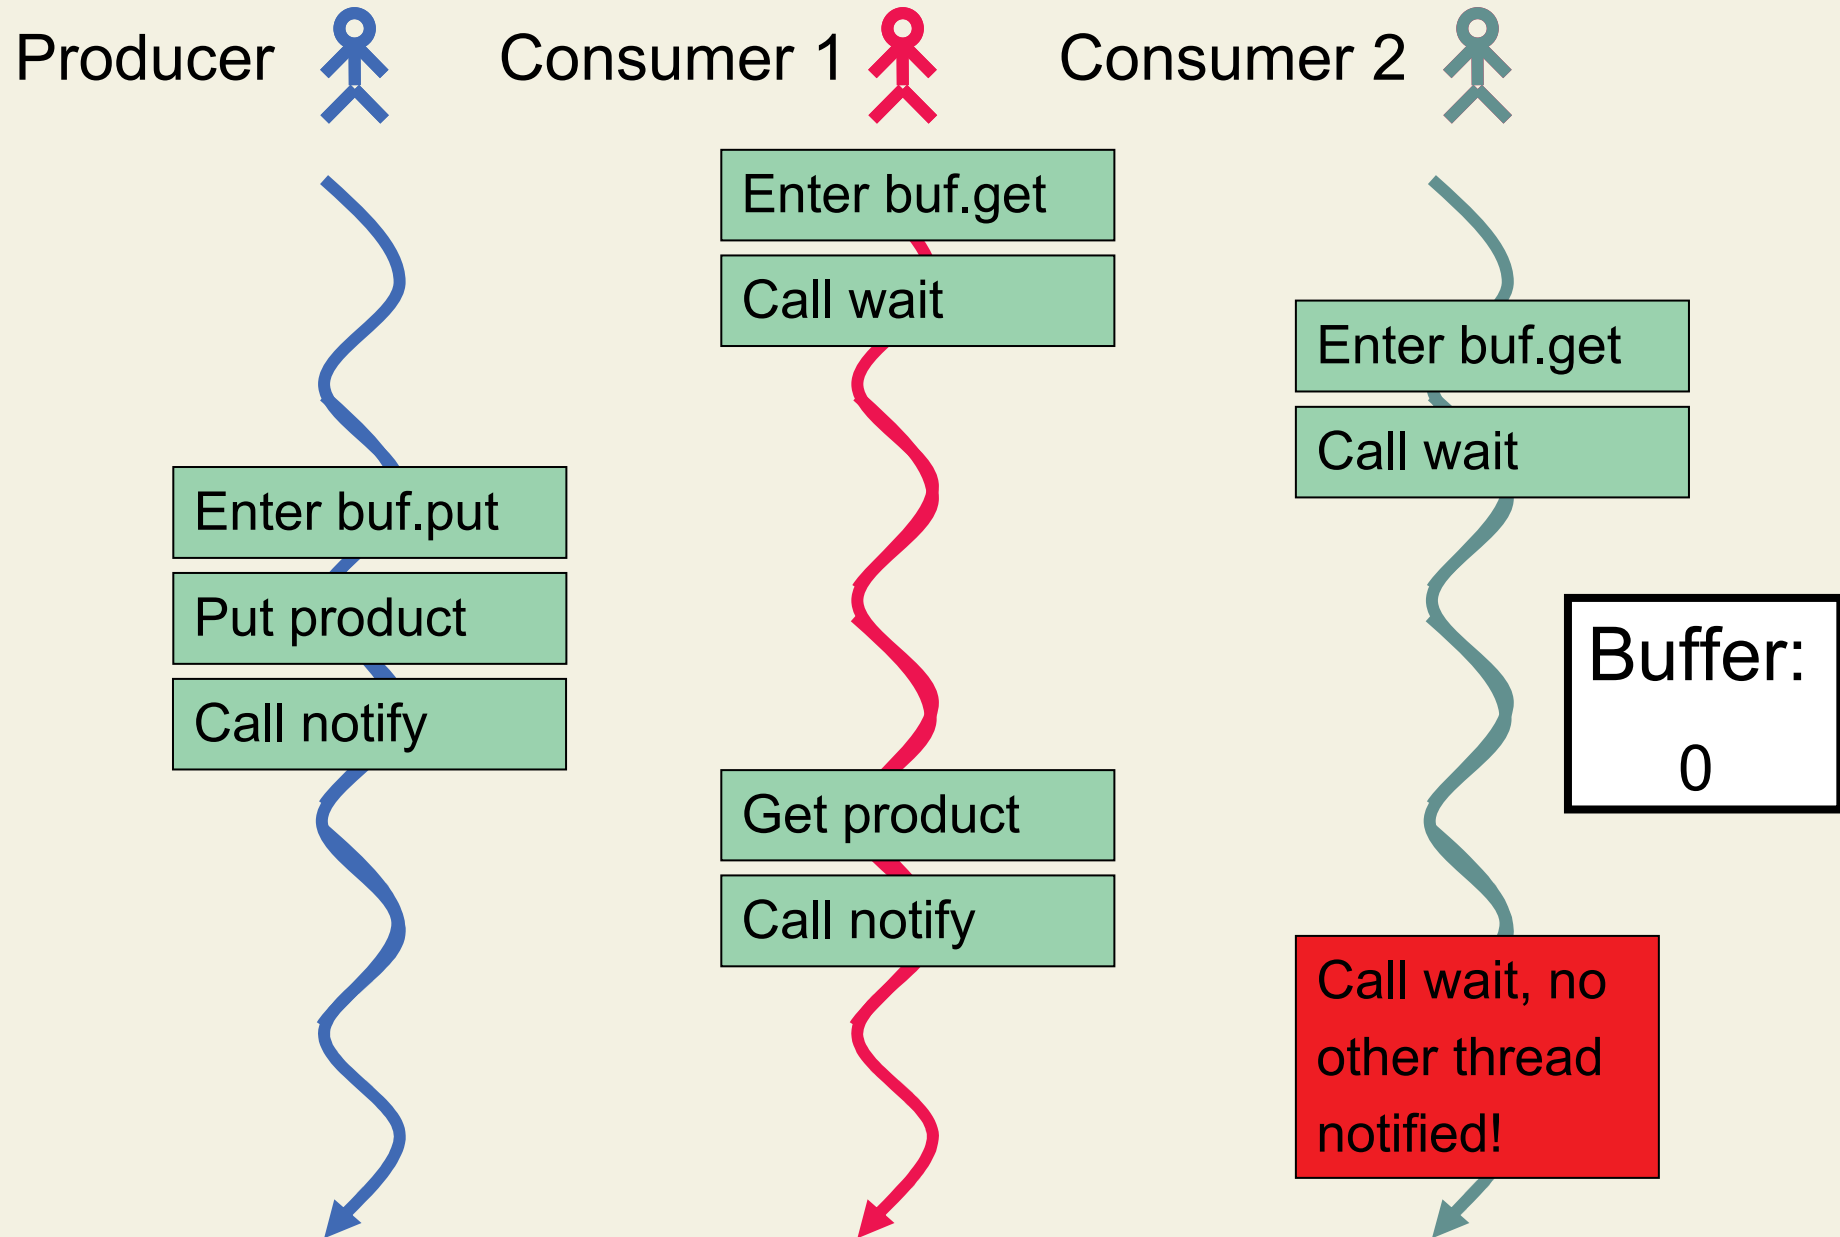 Producer
Consumer 1
Consumer 2
Enter buf.get
Call wait
Enter buf.get
Call wait
Enter buf.put
Put product
Call notify
Buffer:
0
Get product
Call notify
Call wait, no
other thread
notified!